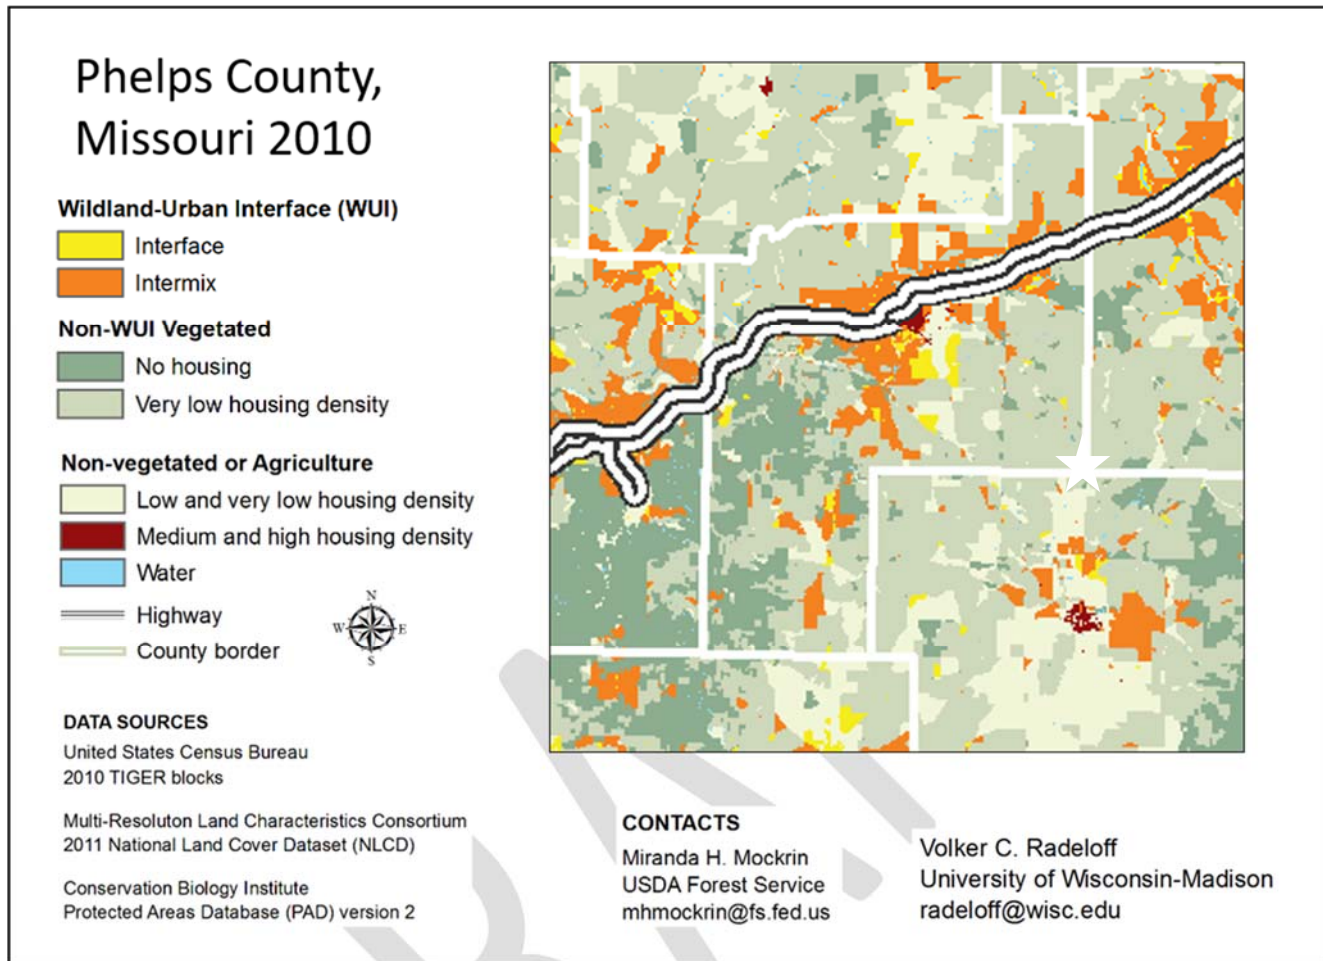 Phelps County,
Missouri 2010
Wildland-Urban Interface (WUI)
Interface
Intermix
Non-WUI Vegetated
No housing
Very low housing density
Non-vegetated or Agriculture
Low and very low housing density
Medium and high housing density
Water
Highway
County border
N
W
E
S
DATA SOURCES
United States Census Bureau
2010 TIGER blocks
Multi-Resoluton Land Characteristics Consortium
2011 National Land Cover Dataset (NLCD)
Conservation Biology Institute
Protected Areas Database (PAD) version 2
CONTACTS
Miranda H. Mockrin
USDA Forest Service
mhmockrin@fs.fed.us
Volker C. Radeloff
University of Wisconsin-Madison
radeloff@wisc.edu